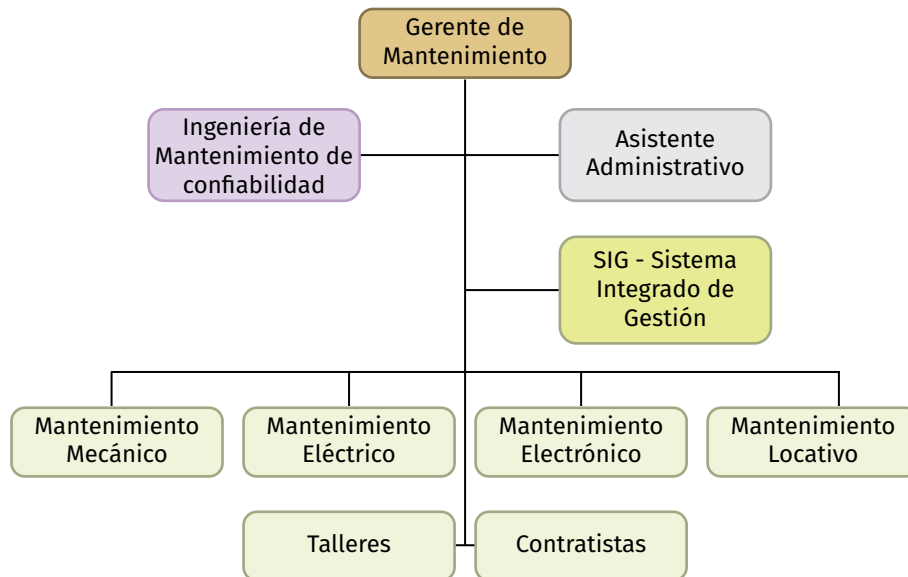 Gerente de
Mantenimiento
Ingeniería de
Mantenimiento de
confiabilidad
Asistente
Administrativo
SIG - Sistema
Integrado de
Gestión
Mantenimiento
Mecánico
Mantenimiento
Eléctrico
Mantenimiento
Electrónico
Mantenimiento
Locativo
Talleres
Contratistas